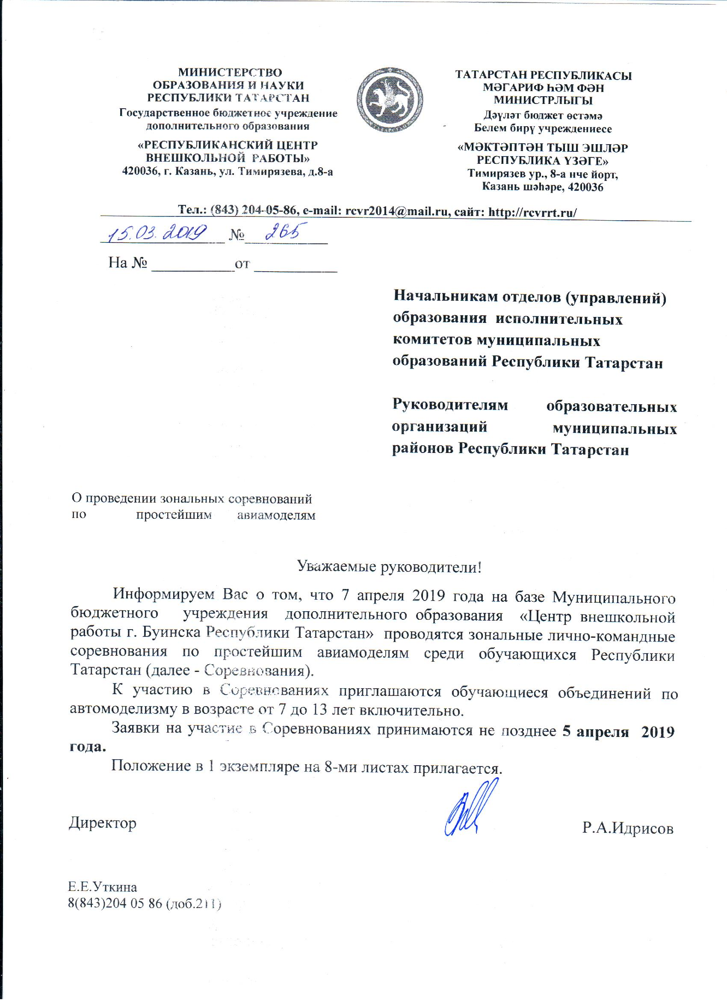 МИНИСТЕРСТВО
ОБРАЗОВАНИЯ И НАУКИ
РЕСПУБЛИКИ ТАТАРСТАН
Государственное бюджетное учреждение
дополнительного образования
«РЕСПУБЛИКАНСКИЙ ЦЕНТР
ВНЕШКОЛЬНОЙ РАБОТЫ»
420036, г. Казань, ул. Тимирязева, д.8-а
ТАТАРСТАН РЕСПУБЛИКАСЫ
МӘГАРИФ ҺӘМ ФӘН
МИНИСТРЛЫГЫ
Дәүләт бюджет өстәмә
Белем бирү учреждениесе
«МӘКТӘПТӘН ТЫШ ЭШЛӘР
РЕСПУБЛИКА ҮЗӘГЕ»
Тимирязев ур., 8-а нче йорт,
Казань шәһәре, 420036
Тел.: (843) 204-05-86, e-mail: rcvr2014@mail.ru, сайт: http://rcvrrt.ru/
15.03.2019 № 265
На № __________от __________
Начальникам отделов (управлений)
образования исполнительных
комитетов муниципальных
образований Республики Татарстан
Руководителям образовательных
организаций муниципальных
районов Республики Татарстан
О проведении зональных соревнований
по простейшим авиамоделям
Уважаемые руководители!
Информируем Вас о том, что 7 апреля 2019 года на базе Муниципального
бюджетного учреждения дополнительного образования «Центр внешкольной
работы г. Буинска Республики Татарстан» проводятся зональные лично-командные
соревнования по простейшим авиамоделям среди обучающихся Республики
Татарстан (далее - Соревнования).
К участию в Соревнованиях приглашаются обучающиеся объединений по
автомоделизму в возрасте от 7 до 13 лет включительно.
Заявки на участие в Соревнованиях принимаются не позднее 5 апреля 2019
года.
Положение в 1 экземпляре на 8-ми листах прилагается.
Директор Р.А.Идрисов
Е.Е.Уткина
8(843)204 05 86 (доб.211)